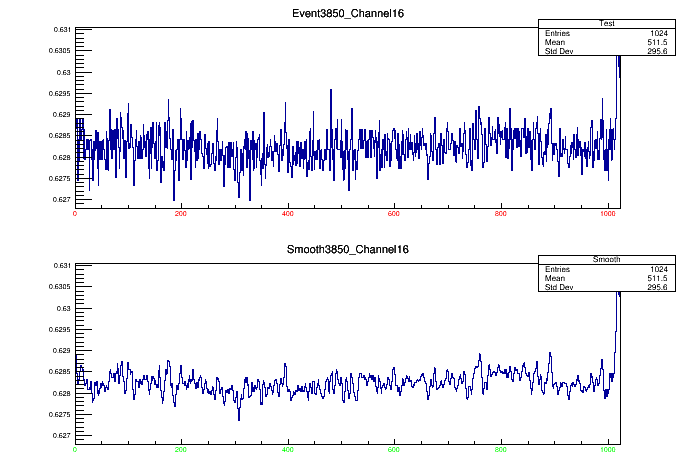 Event3850_Channel16
Test
Entries 1024
Mean 511.5
Std Dev 295.6
0.631
0.6305
0.63
0.6295
0.629
0.6285
0.628
0.6275
0.627
0 200 400 600 800 1000
Smooth3850_Channel16
Smooth
Entries 1024
Mean 511.5
Std Dev 295.6
0.631
0.6305
0.63
0.6295
0.629
0.6285
0.628
0.6275
0.627
0 200 400 600 800 1000